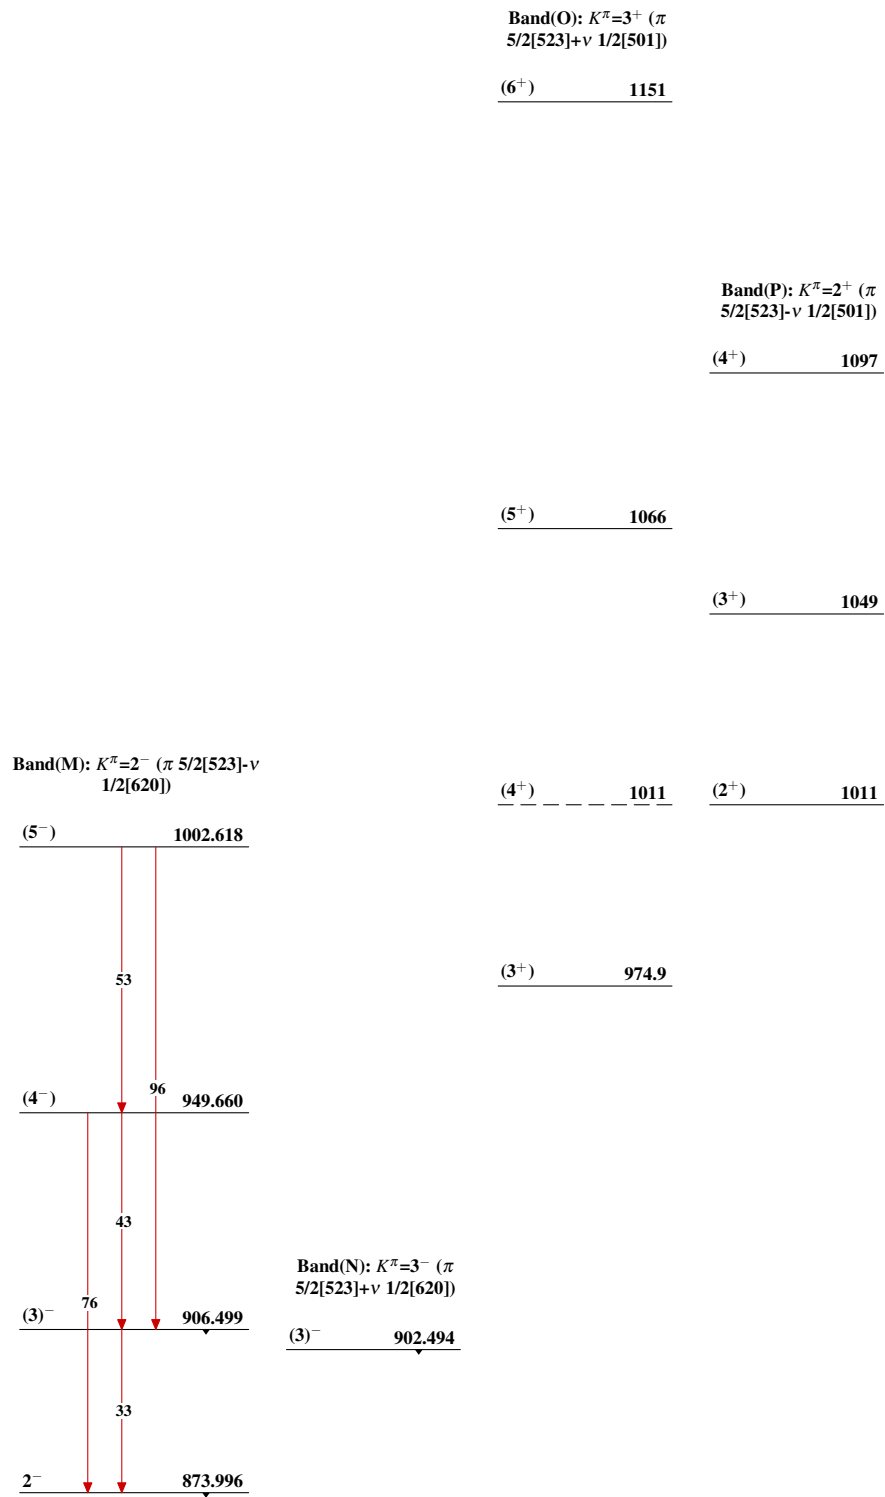 Band(O): Kπ=3+ (π
5/2[523]+ν 1/2[501])
(6+) 1151
Band(P): Kπ=2+ (π
5/2[523]-ν 1/2[501])
(4+) 1097
(5+) 1066
(3+) 1049
Band(M): Kπ=2− (π 5/2[523]-ν
1/2[620])
(4+) 1011
(2+) 1011
(5−) 1002.618
53
(3+) 974.9
96
(4−) 949.660
43
Band(N): Kπ=3− (π
5/2[523]+ν 1/2[620])
76
(3)− 906.499
(3)− 902.494
33
2− 873.996